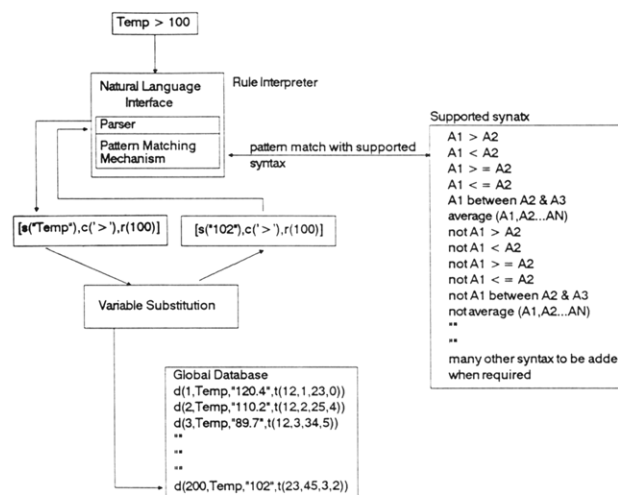 Temp > 100
Natural Language
Interface
Rule Interpreter
Parser
Pattern Matching
Mechanism
pattern match with supported
syntax
Supported synatx
A1 > A2
A1 < A2
A1 > = A2
A1 < = A2
A1 between A2 & A3
average (A1,A2...AN)
not A1 > A2
not A1 < A2
not A1 > = A2
not A1 < = A2
not A1 between A2 & A3
not average (A1,A2...AN)
""
""
many other syntax to be adde
when required
[s("Temp"),c('>'),r(100)]
[s("102"),c('>'),r(100)]
Variable Substitution
Global Database
d(1,Temp,"120.4",t(12,1,23,0))
d(2,Temp,"110.2",t(12,2,25,4))
d(3,Temp,"89.7",t(12,3,34,5))
""
""
""
d(200,Temp,"102",t(23,45,3,2))